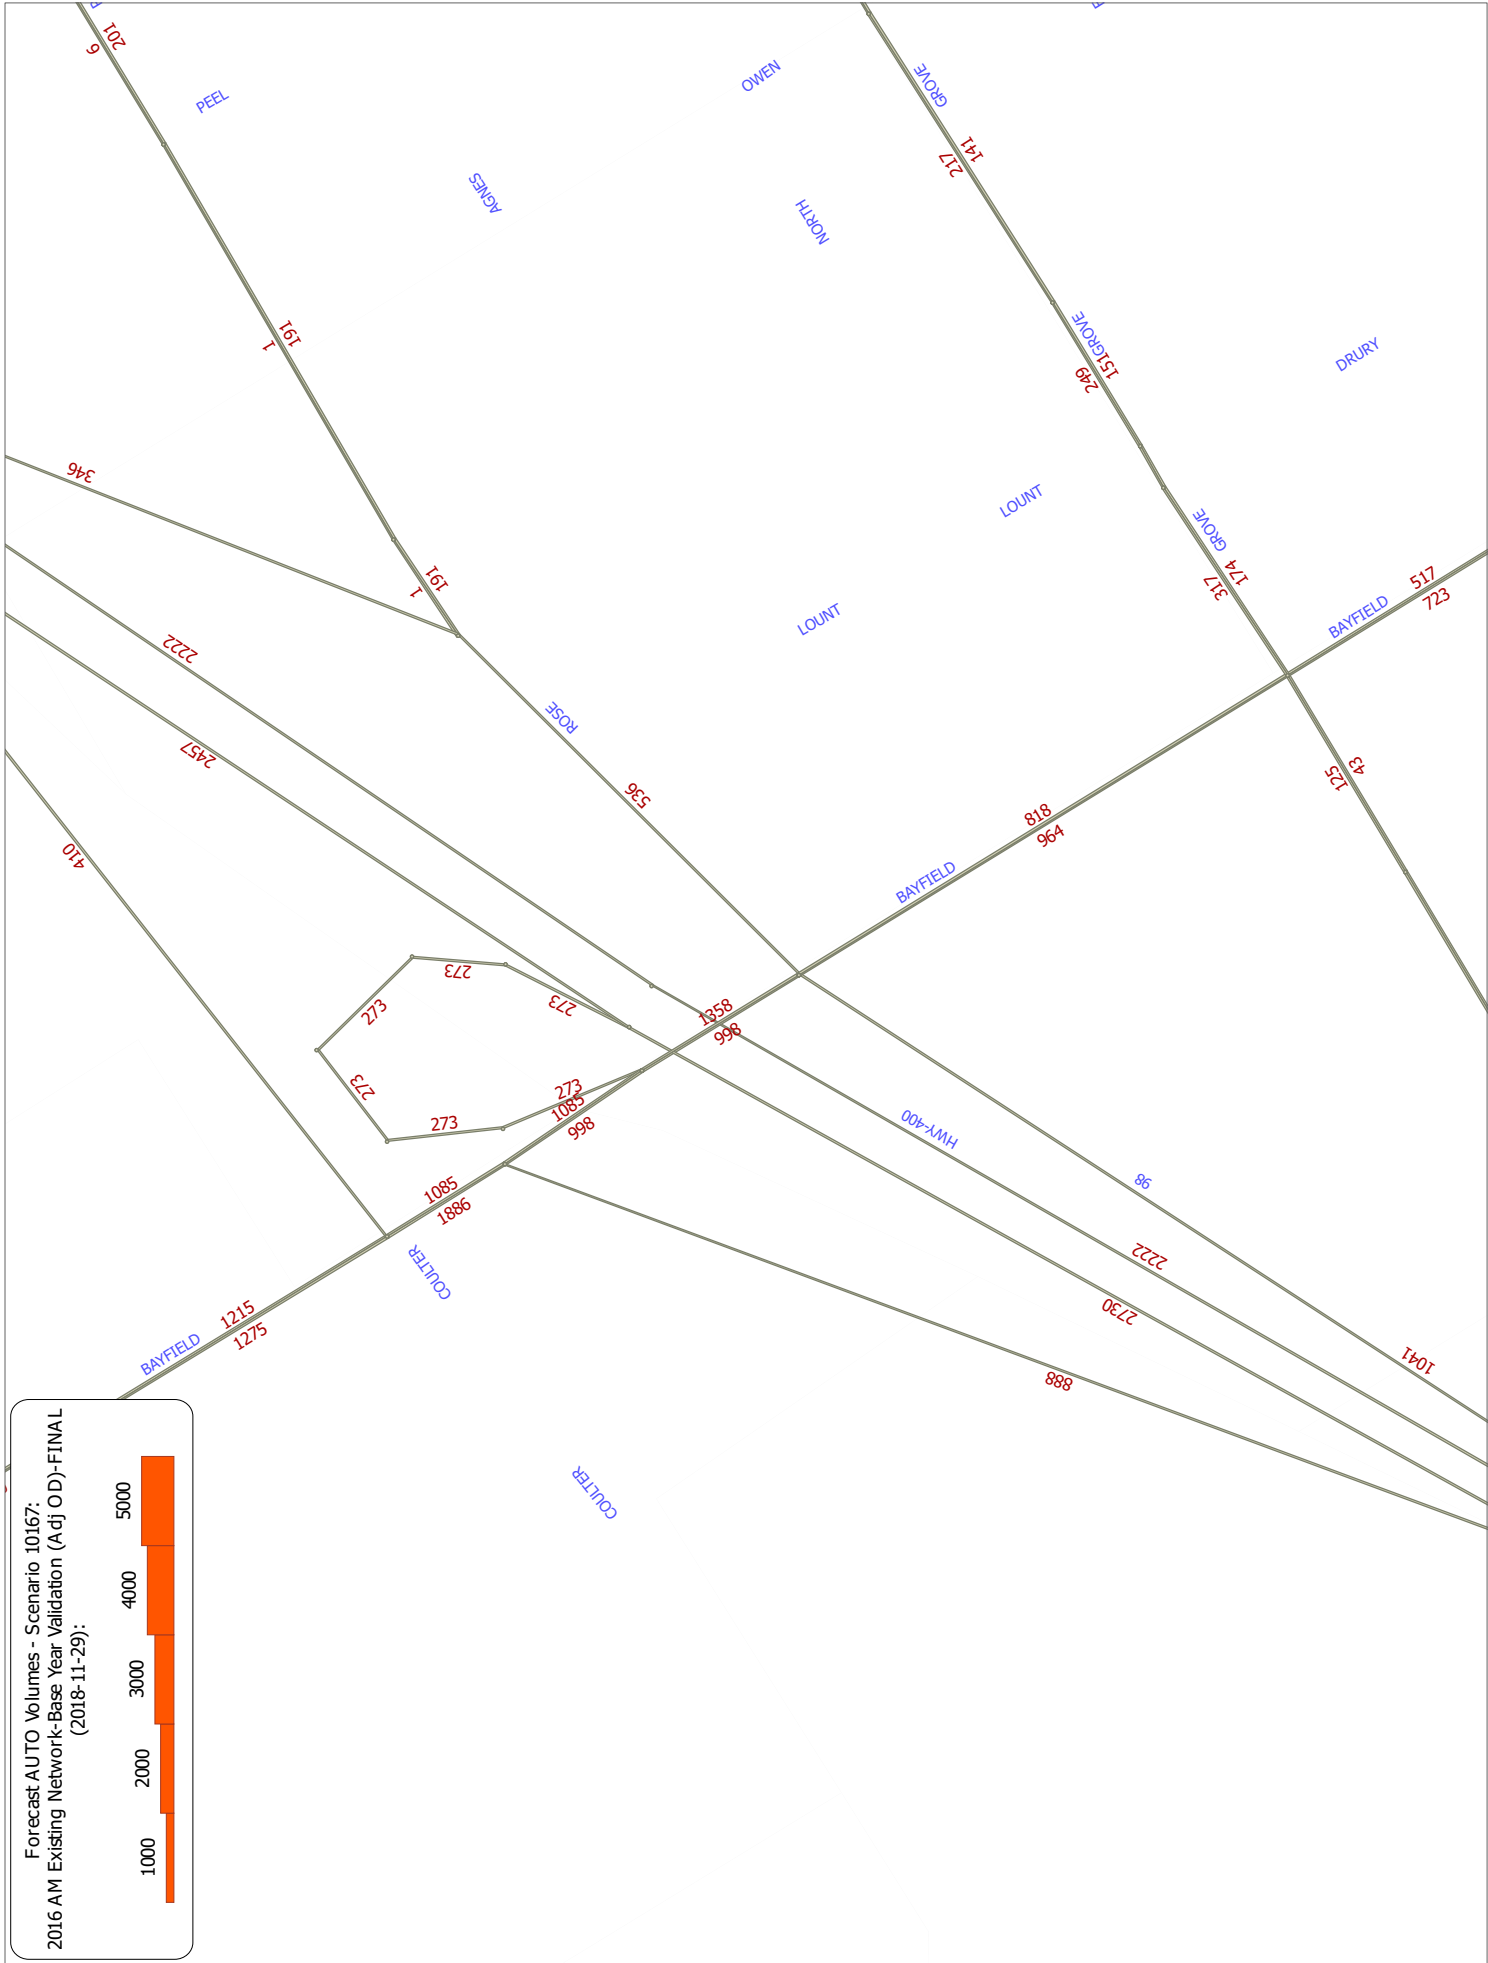 201
6
PEEL
OWEN
GROVE
141
217
AGNES
NORTH
191
1
GROVE
151
249
DRURY
346
LOUNT
GROVE
174
317
191
1
517
723
BAYFIELD
LOUNT
2222
ROSE
2457
536
43
125
818
964
410
BAYFIELD
273
273
273
1358
998
273
273
1085
998
273
HWY-400
98
1085
1886
COULTER
2222
2730
1215
1275
BAYFIELD
1041
888
COULTER
Forecast AUTO Volumes - Scenario 10167:
2016 AM Existing Network-Base Year Validation (Adj OD)-FINAL
(2018-11-29):
1000
2000
3000
4000
5000